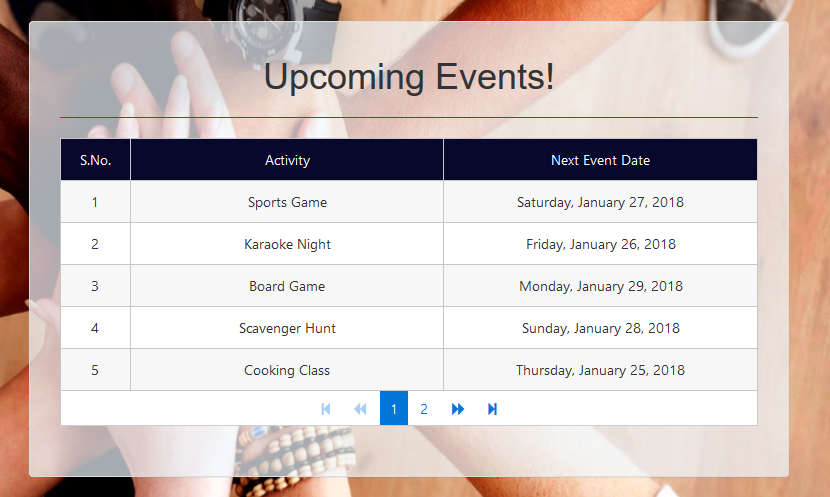 Upcoming Events!
S.No. Activity Next Event Date
1 Sports Game Saturday, January 27, 2018
2 Karaoke Night Friday, January 26, 2018
3 Board Game Monday, January 29, 2018
4 Scavenger Hunt Sunday, January 28, 2018
5 Cooking Class Thursday, January 25, 2018
1 2